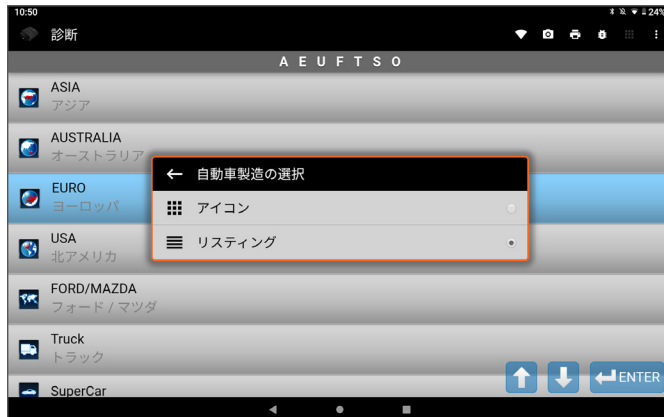 10:50
24%
診断
A E U F T S O
ASIA
アジア
AUSTRALIA
オーストラリア
EURO
ヨーロッパ
USA
北アメリカ
FORD/MAZDA
フォード / マツダ
Truck
トラック
SuperCar
自動車製造の選択
アイコン
リスティング
ENTER